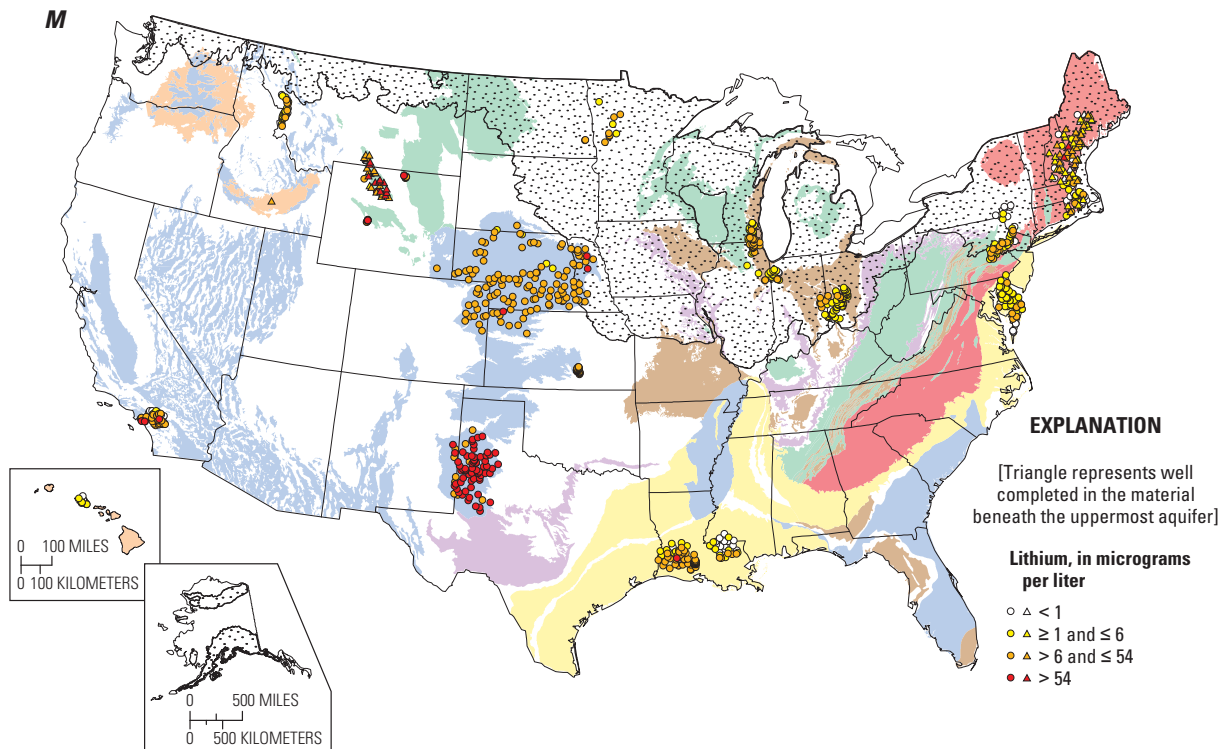 M
EXPLANATION
[Triangle represents well
completed in the material
beneath the uppermost aquifer]
Lithium, in micrograms
per liter
< 1
≥ 1 and ≤ 6
> 6 and ≤ 54
> 54
0 100 MILES
0 100 KILOMETERS
0 500 MILES
0 500 KILOMETERS